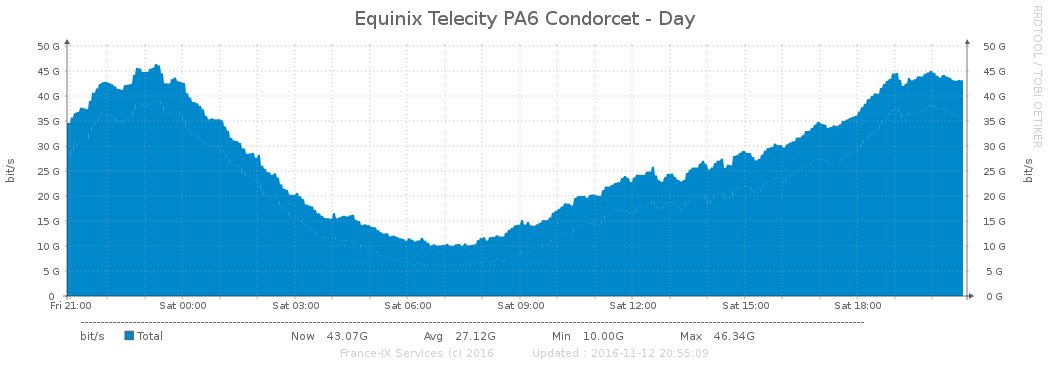 Equinix Telecity PA6 Condorcet - Day
RRDTOOL / TOBI OETIKER
bit/s
50 G 50 G
45 G 45 G
40 G 40 G
35 G 35 G
30 G 30 G
25 G 25 G
20 G 20 G
15 G 15 G
10 G 10 G
5 G 5 G
0 0 G
bit/s
Fri 21:00 Sat 00:00 Sat 03:00 Sat 06:00 Sat 09:00 Sat 12:00 Sat 15:00 Sat 18:00
bit/s Total Now 43.07G Avg 27.12G Min 10.00G Max 46.34G
France-IX Services (c) 2016 Updated : 2016-11-12 20:55:09